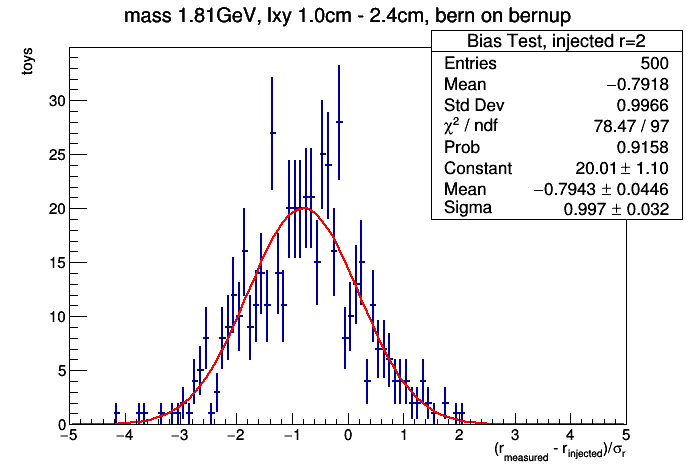 mass 1.81GeV, lxy 1.0cm - 2.4cm, bern on bernup
toys
Bias Test, injected r=2
Entries 500
Mean −0.7918
Std Dev 0.9966
χ² / ndf 78.47 / 97
Prob 0.9158
Constant 20.01 ± 1.10
Mean −0.7943 ± 0.0446
Sigma 0.997 ± 0.032
30
25
20
15
10
5
0
−5 −4 −3 −2 −1 0 1 2 3 4 5
(r_measured - r_injected)/σ_r